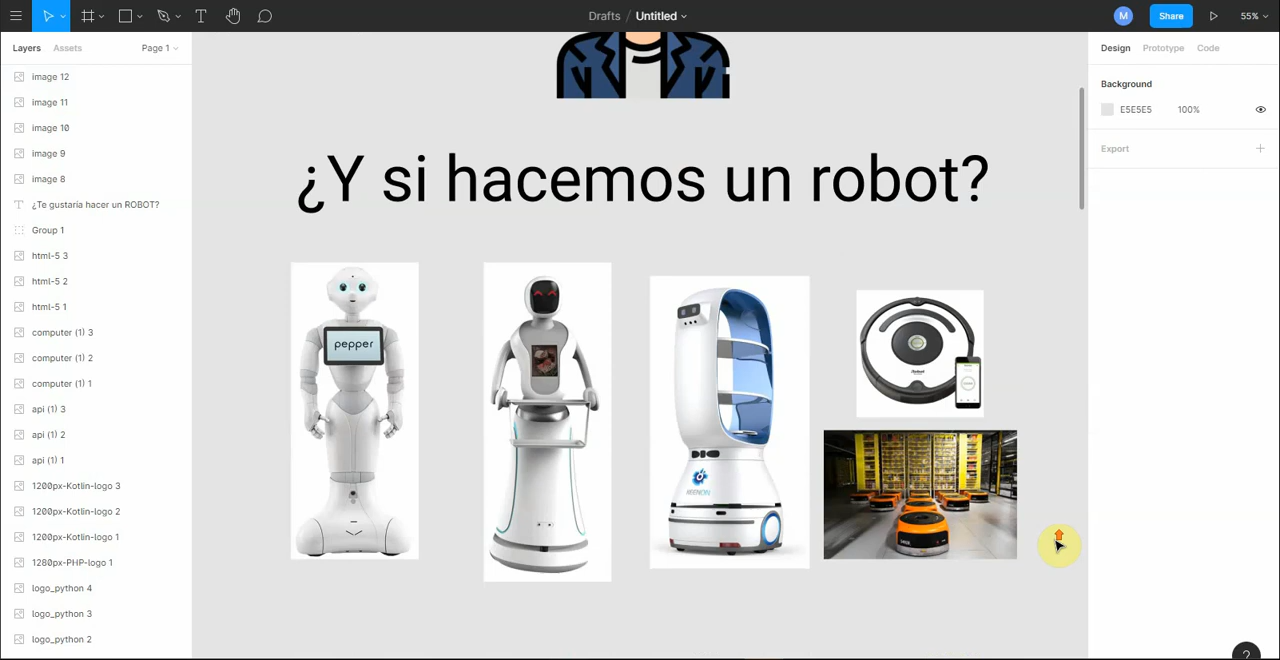 Drafts / Untitled
M
Share
55%
Layers
Assets
Page 1
Design
Prototype
Code
image 12
image 11
image 10
image 9
image 8
¿Te gustaría hacer un ROBOT?
Group 1
html-5 3
html-5 2
html-5 1
computer (1) 3
computer (1) 2
computer (1) 1
api (1) 3
api (1) 2
api (1) 1
1200px-Kotlin-logo 3
1200px-Kotlin-logo 2
1200px-Kotlin-logo 1
1280px-PHP-logo 1
logo_python 4
logo_python 3
logo_python 2
¿Y si hacemos un robot?
pepper
KEENON
Background
E5E5E5
100%
Export
?